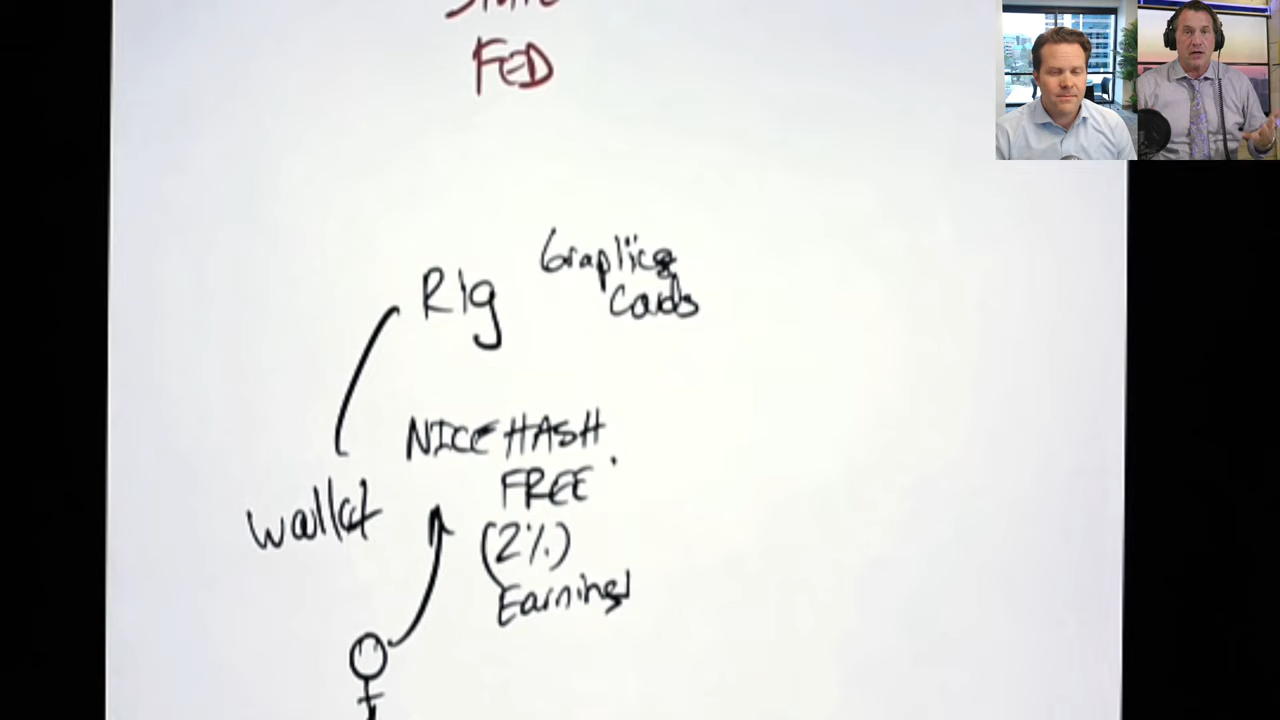 FED
Rig
Graphics
Cards
NICEHASH
FREE
wallet
(2%)
Earnings